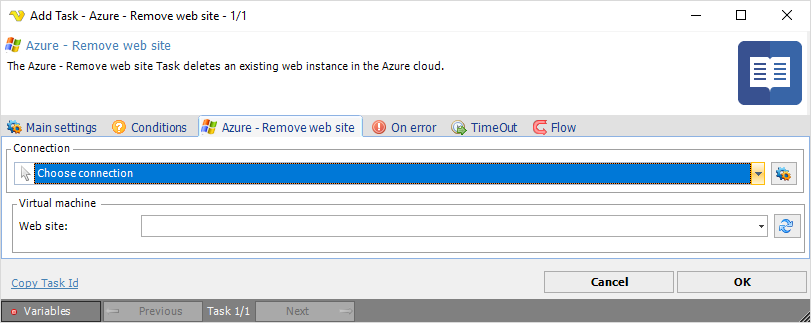 Add Task - Azure - Remove web site - 1/1
Azure - Remove web site
The Azure - Remove web site Task deletes an existing web instance in the Azure cloud.
Main settings Conditions Azure - Remove web site On error TimeOut Flow
Connection
Choose connection
Virtual machine
Web site:
Copy Task Id Cancel OK
Variables Previous Task 1/1 Next